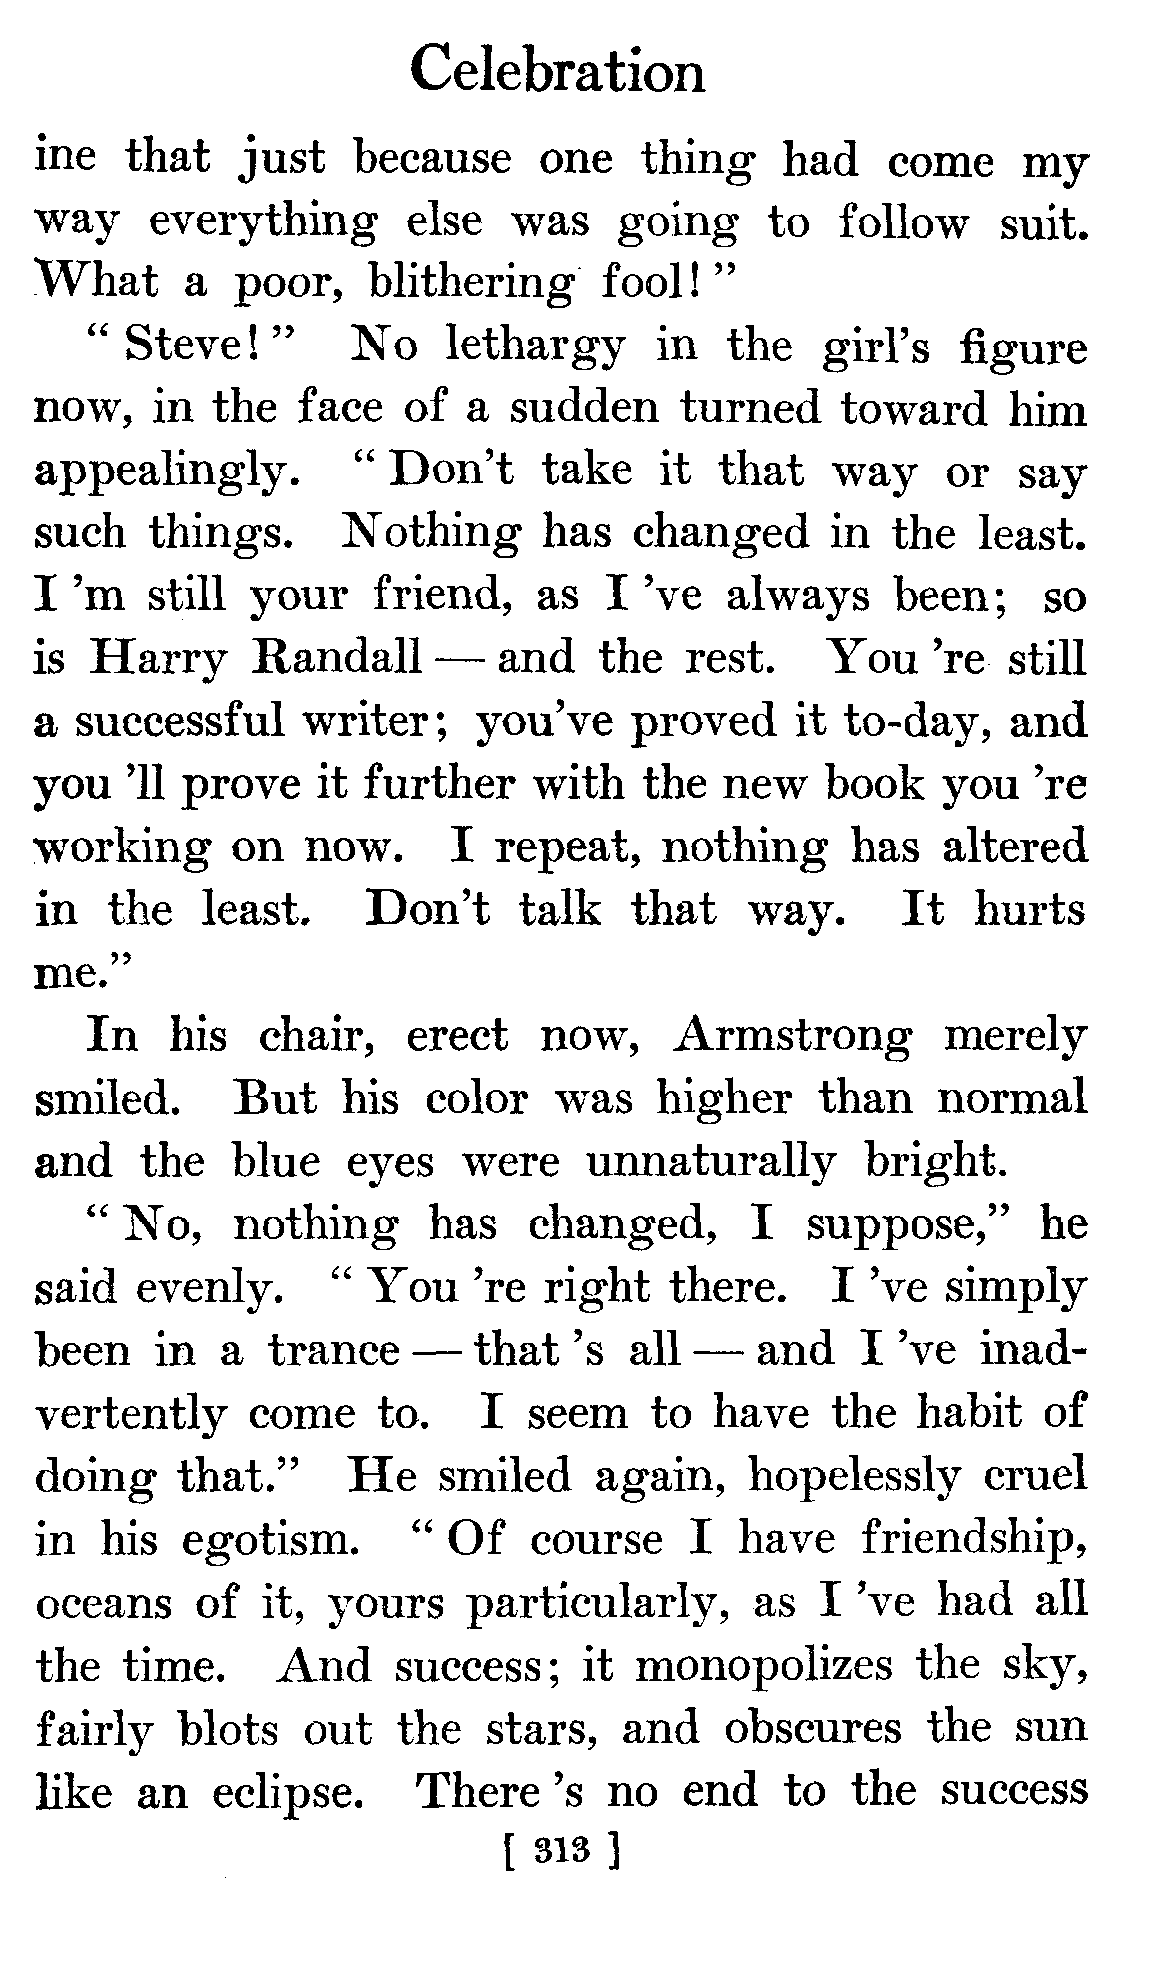 Celebration
ine that just because one thing had come my
way everything else was going to follow suit.
What a poor, blithering fool! ”
“ Steve! ” No lethargy in the girl’s figure
now, in the face of a sudden turned toward him
appealingly. “ Don’t take it that way or say
such things. Nothing has changed in the least.
I ’m still your friend, as I ’ve always been; so
is Harry Randall — and the rest. You ’re still
a successful writer; you’ve proved it to-day, and
you ’ll prove it further with the new book you ’re
working on now. I repeat, nothing has altered
in the least. Don’t talk that way. It hurts
me.”
In his chair, erect now, Armstrong merely
smiled. But his color was higher than normal
and the blue eyes were unnaturally bright.
“ No, nothing has changed, I suppose,” he
said evenly. “ You ’re right there. I ’ve simply
been in a trance — that ’s all — and I ’ve inad-
vertently come to. I seem to have the habit of
doing that.” He smiled again, hopelessly cruel
in his egotism. “ Of course I have friendship,
oceans of it, yours particularly, as I ’ve had all
the time. And success; it monopolizes the sky,
fairly blots out the stars, and obscures the sun
like an eclipse. There ’s no end to the success
[ 313 ]